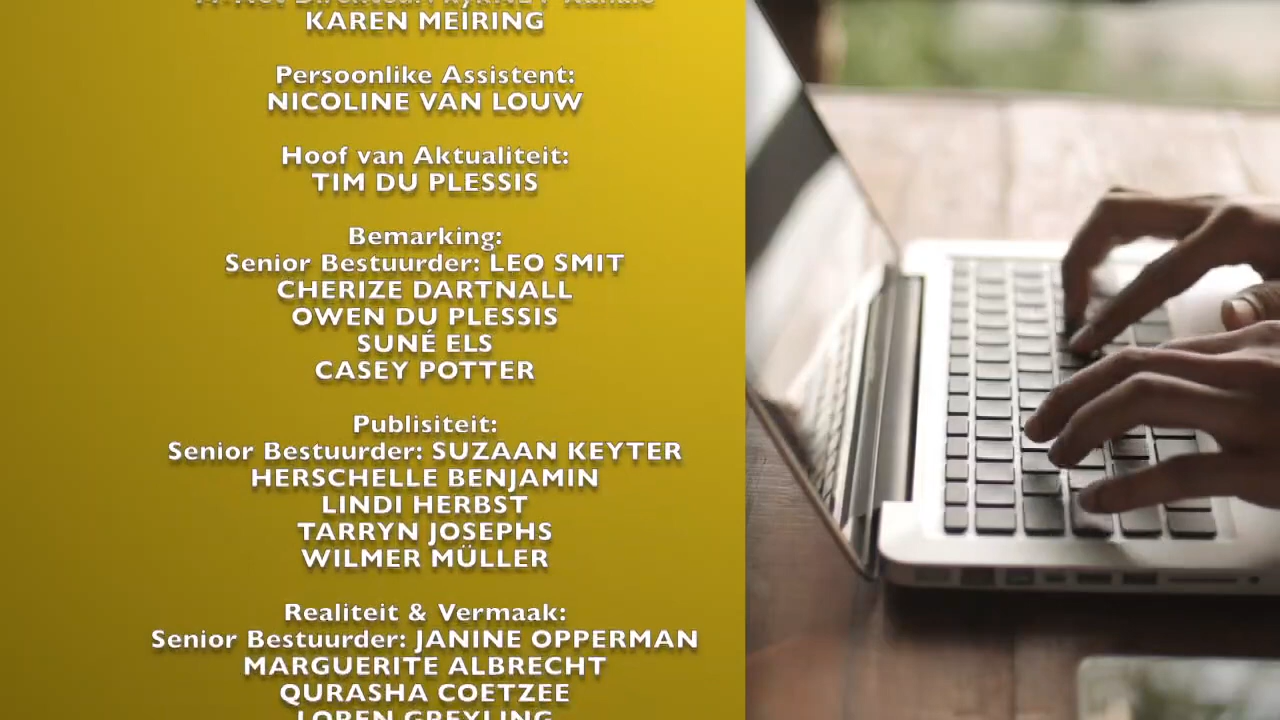 KAREN MEIRING
Persoonlike Assistent:
NICOLINE VAN LOUW
Hoof van Aktualiteit:
TIM DU PLESSIS
Bemarking:
Senior Bestuurder: LEO SMIT
CHERIZE DARTNALL
OWEN DU PLESSIS
SUNÉ ELS
CASEY POTTER
Publisiteit:
Senior Bestuurder: SUZAAN KEYTER
HERSCHELLE BENJAMIN
LINDI HERBST
TARRYN JOSEPHS
WILMER MÜLLER
Realiteit & Vermaak:
Senior Bestuurder: JANINE OPPERMAN
MARGUERITE ALBRECHT
QURASHA COETZEE
LOREN GREYLING